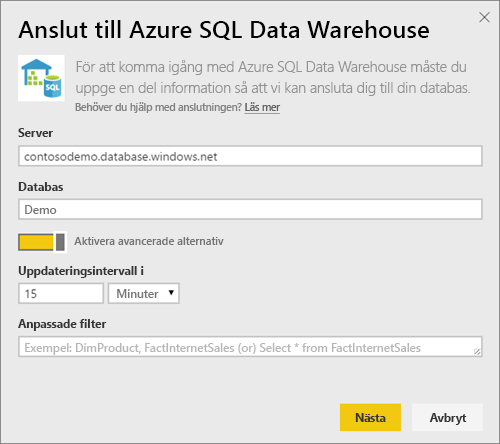 Anslut till Azure SQL Data Warehouse
För att komma igång med Azure SQL Data Warehouse måste du
uppge en del information så att vi kan ansluta dig till din databas.
Behöver du hjälp med anslutningen? Läs mer
SQL
Server
contosodemo.database.windows.net
Databas
Demo
Aktivera avancerade alternativ
Uppdateringsintervall i
15 Minuter
Anpassade filter
Exempel: DimProduct, FactInternetSales (or) Select * from FactInternetSales
Nästa Avbryt